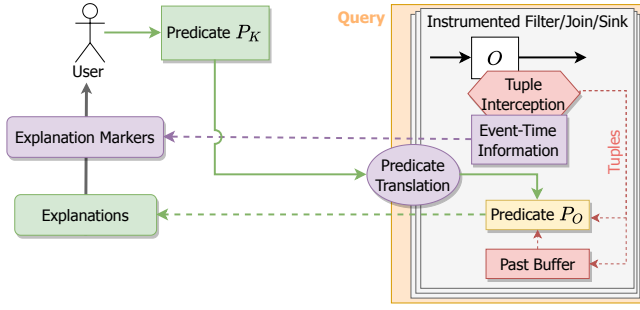 Query
Instrumented Filter/Join/Sink
Predicate P_K
O
User
Tuple
Interception
Explanation Markers
Event-Time
Information
Tuples
Predicate
Translation
Explanations
Predicate P_O
Past Buffer